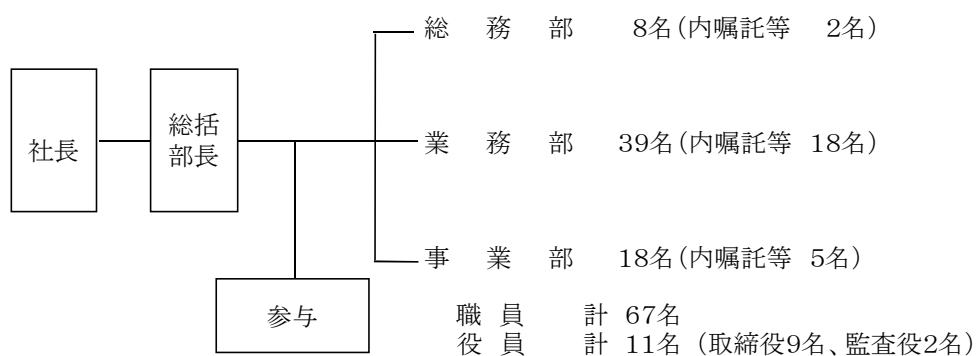 総務部 8名(内嘱託等 2名)
社長
総括
部長
業務部 39名(内嘱託等 18名)
事業部 18名(内嘱託等 5名)
参与
職員 計 67名
役員 計 11名 (取締役9名、監査役2名)